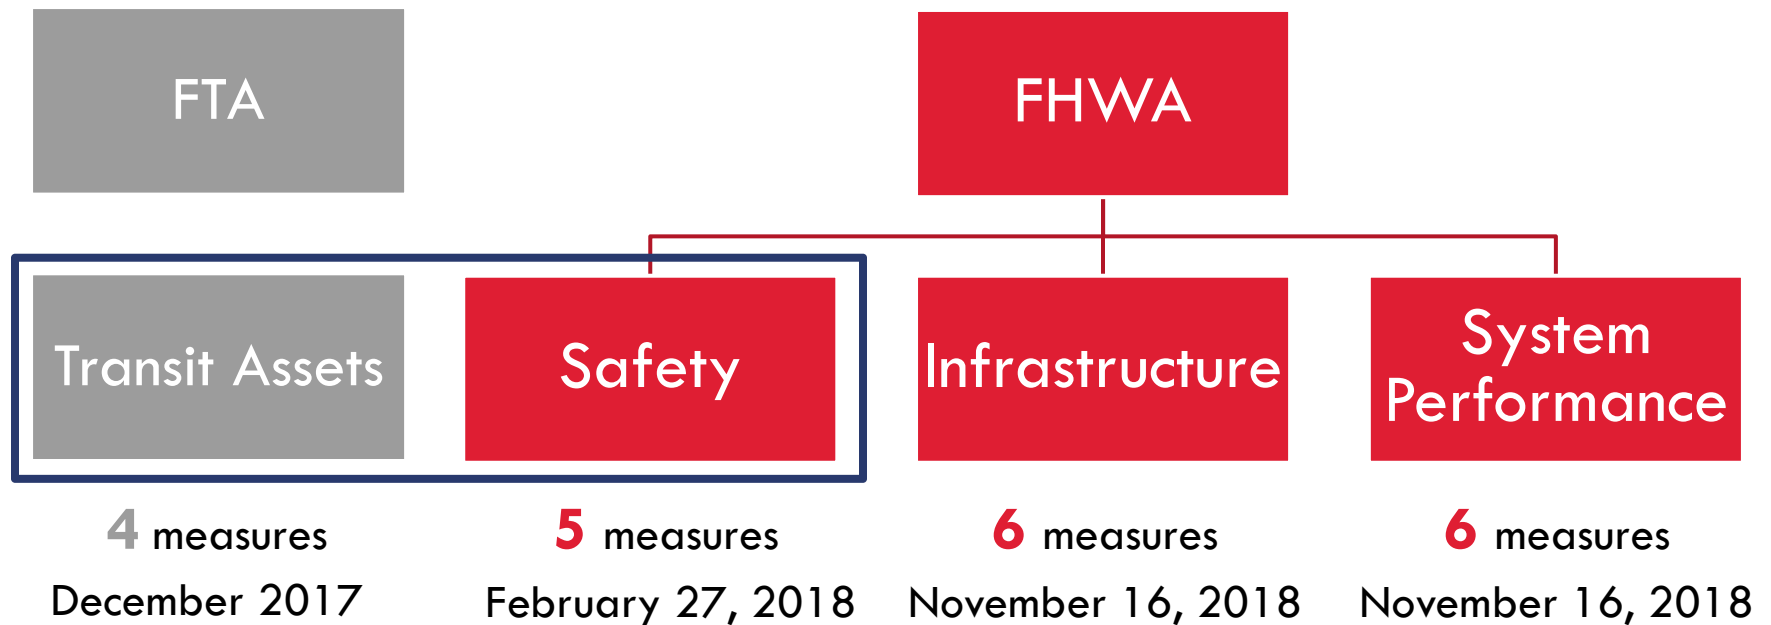 FTA
FHWA
Transit Assets
Safety
Infrastructure
System
Performance
4 measures
5 measures
6 measures
6 measures
December 2017
February 27, 2018
November 16, 2018
November 16, 2018